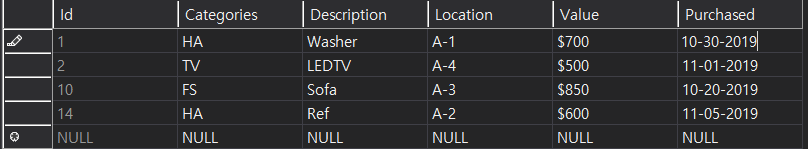 Id Categories Description Location Value Purchased
1 HA Washer A-1 $700 10-30-2019
2 TV LEDTV A-4 $500 11-01-2019
10 FS Sofa A-3 $850 10-20-2019
14 HA Ref A-2 $600 11-05-2019
NULL NULL NULL NULL NULL NULL